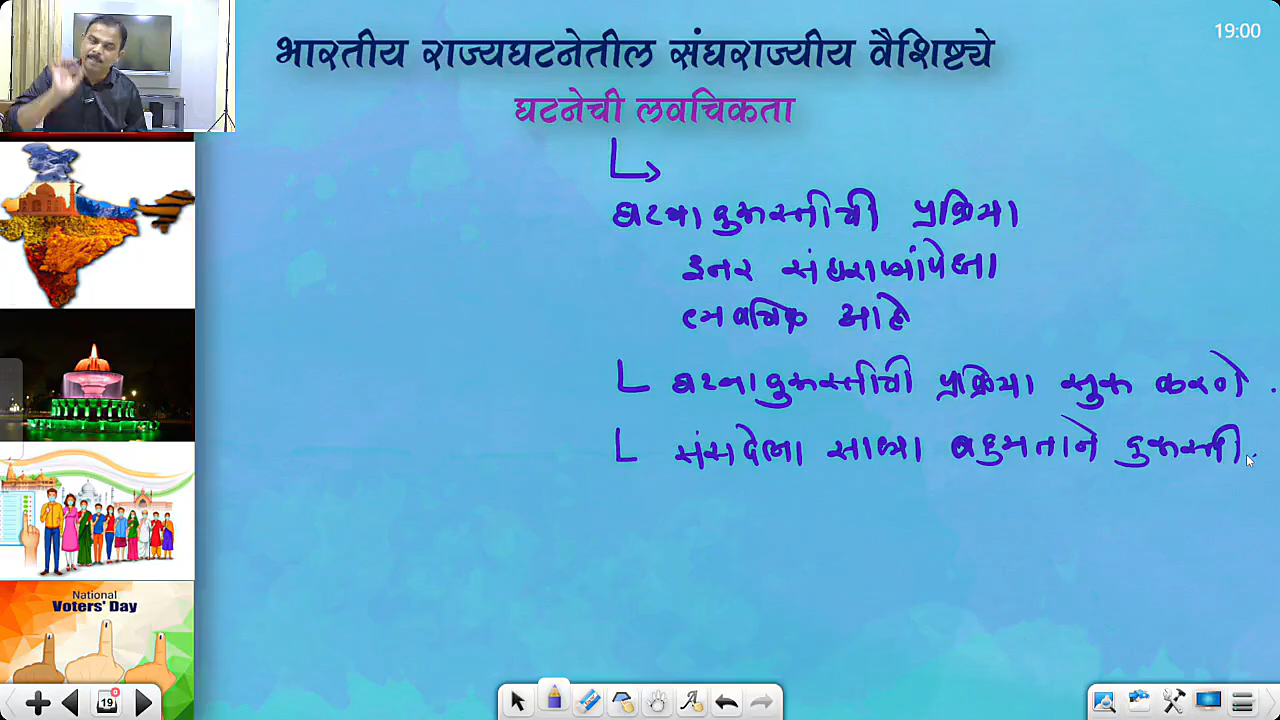 19:00
भारतीय राज्यघटनेतील संघराज्यीय वैशिष्ट्ये
घटनेची लवचिकता
घटनादुरुस्तीची प्रक्रिया
इतर संघराज्यांपेक्षा
लवचिक आहे
घटनादुरुस्तीची प्रक्रिया सुरू करणे .
संसदेला साध्या बहुमताने दुरुस्ती.
National
Voters' Day
19